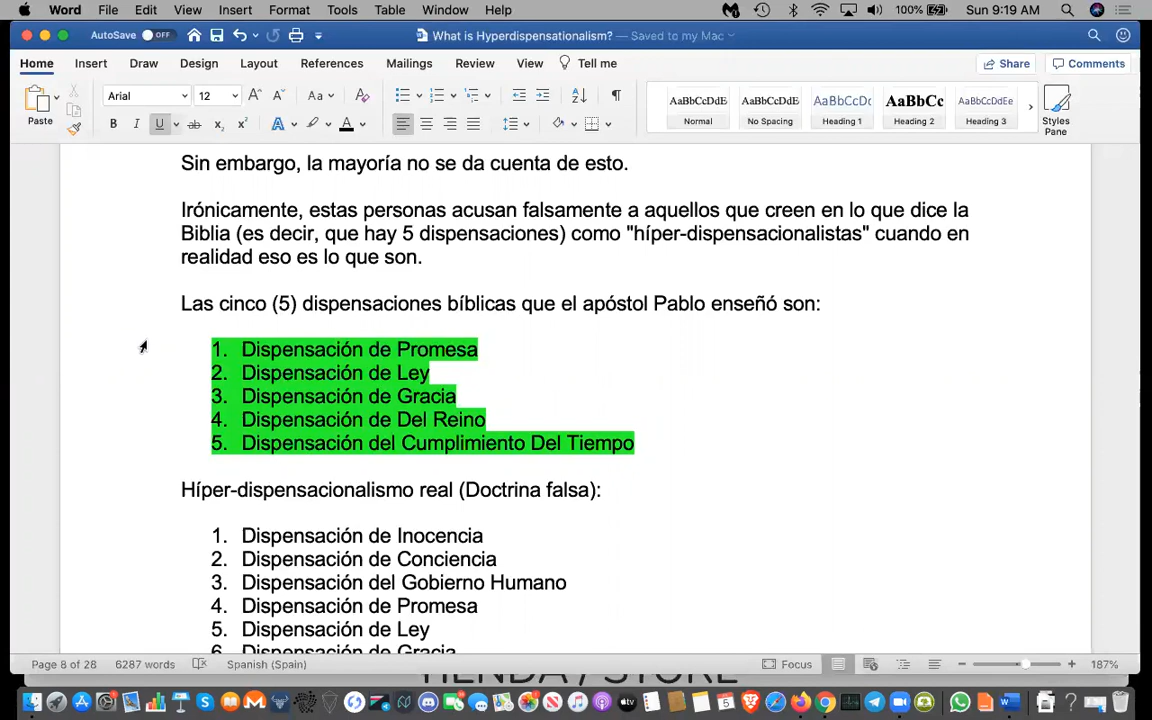 Word File Edit View Insert Format Tools Table Window Help 100% Sun 9:19 AM
AutoSave OFF What is Hyperdispensationalism? — Saved to my Mac
Home Insert Draw Design Layout References Mailings Review View Tell me Share Comments
Paste Arial 12 Aa AaBbCcDdE AaBbCcDdE AaBbCcDc AaBbCc AaBbCcDdEe
Normal No Spacing Heading 1 Heading 2 Heading 3 Styles Pane
Sin embargo, la mayoría no se da cuenta de esto.
Irónicamente, estas personas acusan falsamente a aquellos que creen en lo que dice la
Biblia (es decir, que hay 5 dispensaciones) como "híper-dispensacionalistas" cuando en
realidad eso es lo que son.
Las cinco (5) dispensaciones bíblicas que el apóstol Pablo enseñó son:
1. Dispensación de Promesa
2. Dispensación de Ley
3. Dispensación de Gracia
4. Dispensación de Del Reino
5. Dispensación del Cumplimiento Del Tiempo
Híper-dispensacionalismo real (Doctrina falsa):
1. Dispensación de Inocencia
2. Dispensación de Conciencia
3. Dispensación del Gobierno Humano
4. Dispensación de Promesa
5. Dispensación de Ley
6. Dispensación de Gracia
Page 8 of 28 6287 words Spanish (Spain) Focus 187%
TIENDA / STORE